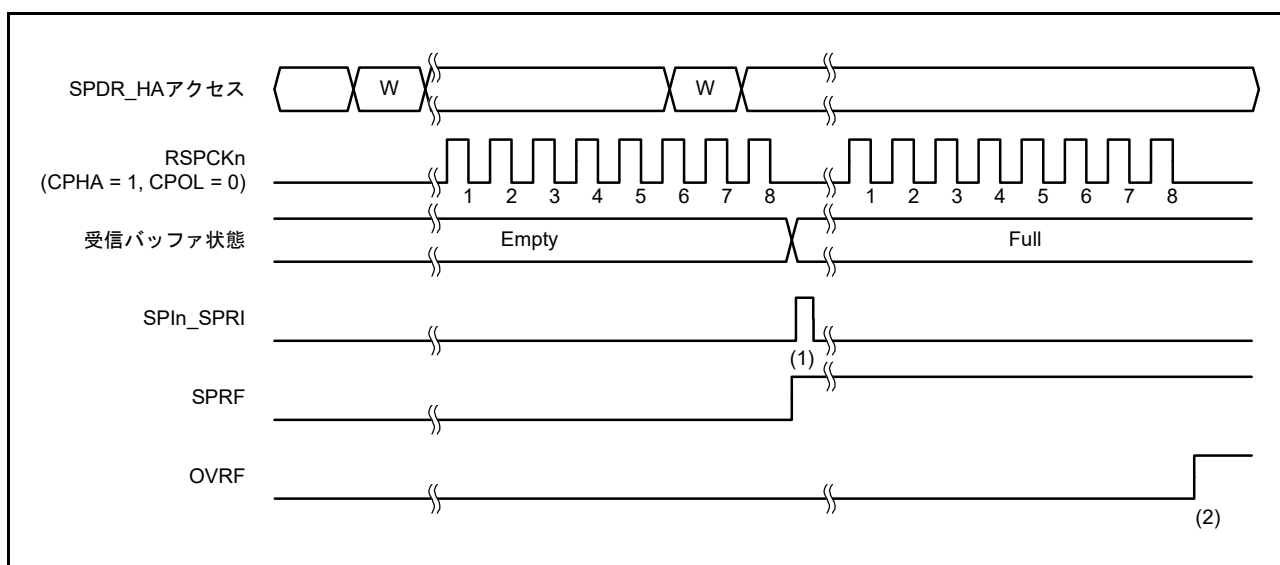 SPDR_HAアクセス
W
W
RSPCKn
(CPHA = 1, CPOL = 0)
1 2 3 4 5 6 7 8
1 2 3 4 5 6 7 8
受信バッファ状態
Empty
Full
SPIn_SPRI
(1)
SPRF
OVRF
(2)